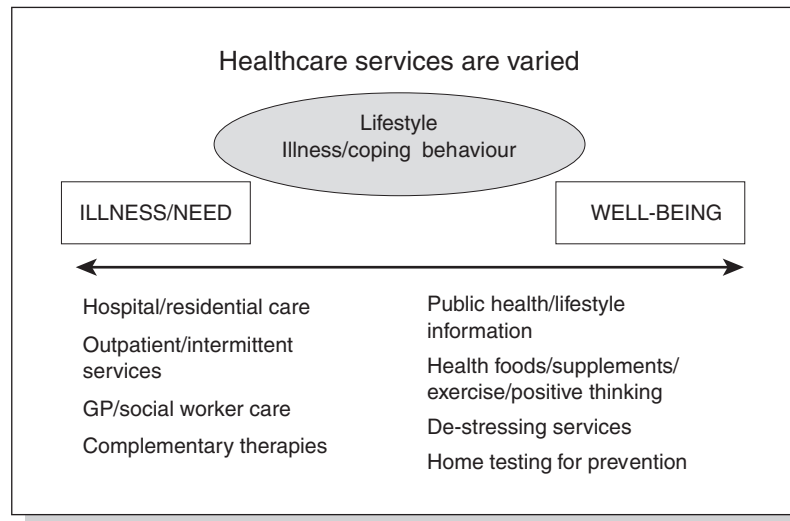 Healthcare services are varied
Lifestyle
Illness/coping behaviour
ILLNESS/NEED
WELL-BEING
Hospital/residential care
Outpatient/intermittent
services
GP/social worker care
Complementary therapies
Public health/lifestyle
information
Health foods/supplements/
exercise/positive thinking
De-stressing services
Home testing for prevention